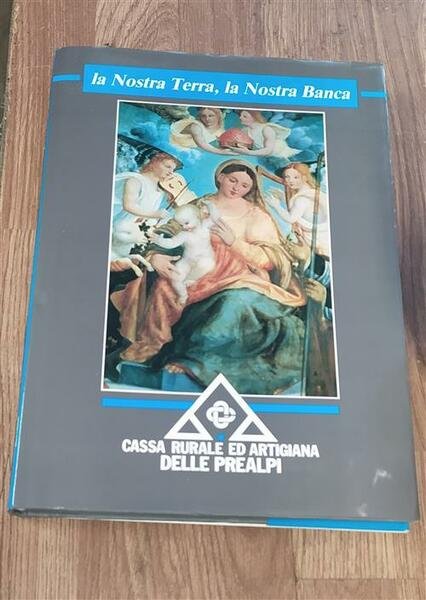 la Nostra Terra, la Nostra Banca
CASSA RURALE ED ARTIGIANA
DELLE PREALPI